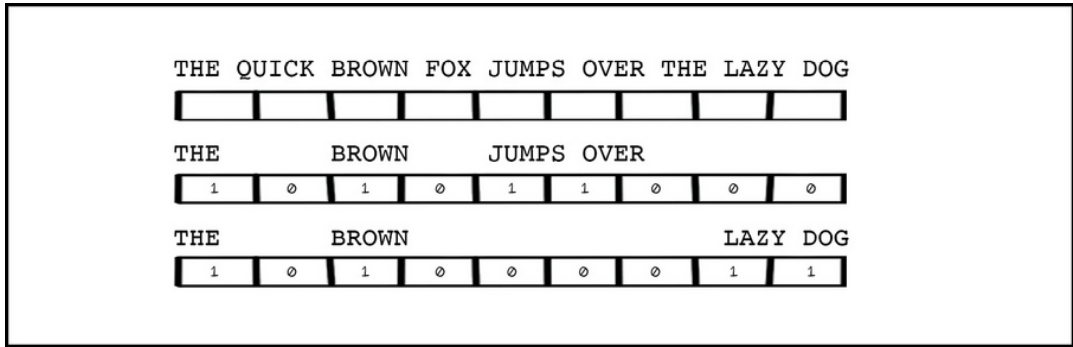 THE QUICK BROWN FOX JUMPS OVER THE LAZY DOG
THE BROWN JUMPS OVER
1 0 1 0 1 1 0 0 0
THE BROWN LAZY DOG
1 0 1 0 0 0 0 1 1